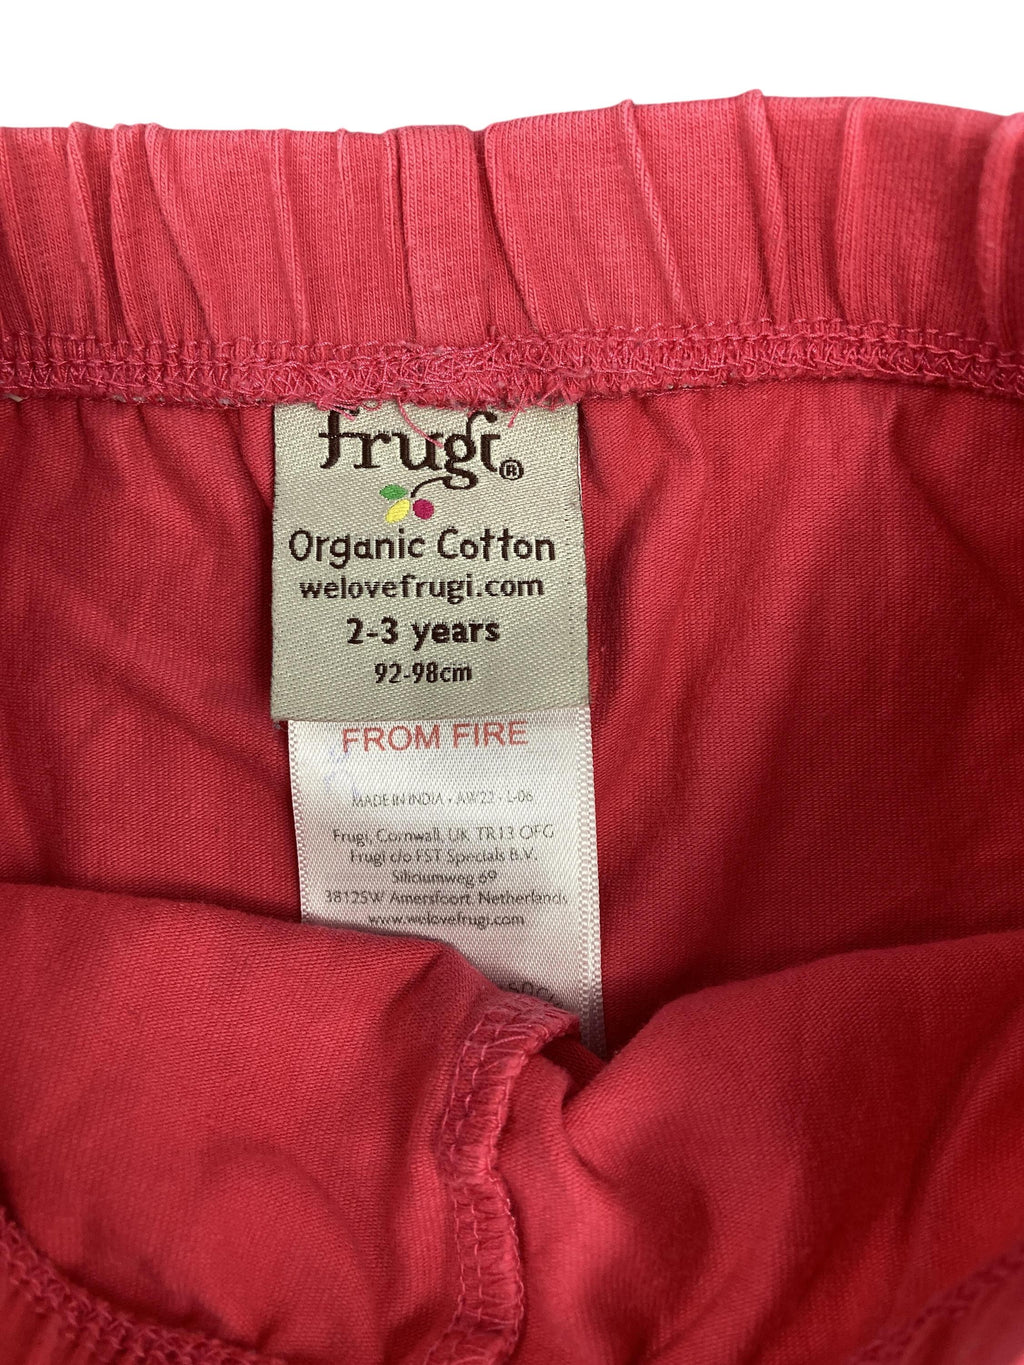 frugi®
Organic Cotton
welovefrugi.com
2-3 years
92-98cm
FROM FIRE
MADE IN INDIA • AW22 - L-06
Frugi, Cornwall, UK TR13 OFG
Frugi c/o FST Specials B.V.
Siliciumweg 69
3812SW Amersfoort, Netherlands
www.welovefrugi.com